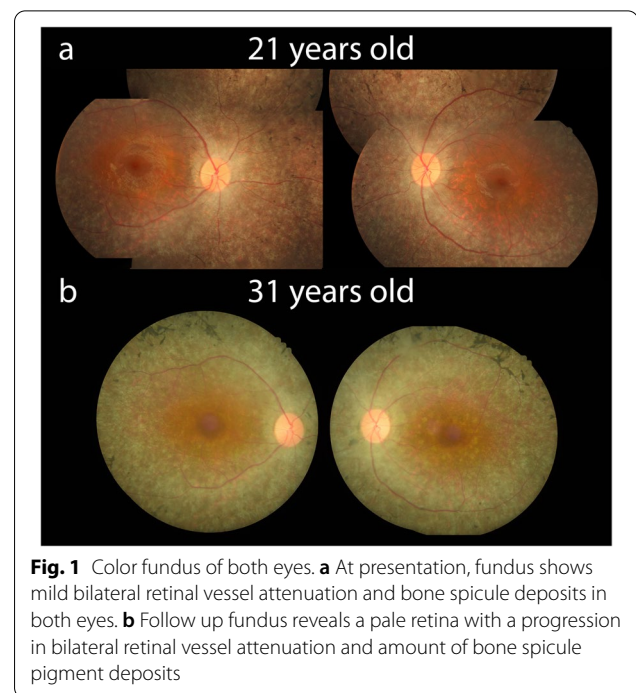 a
21 years old
b
31 years old
Fig. 1 Color fundus of both eyes. a At presentation, fundus shows
mild bilateral retinal vessel attenuation and bone spicule deposits in
both eyes. b Follow up fundus reveals a pale retina with a progression
in bilateral retinal vessel attenuation and amount of bone spicule
pigment deposits